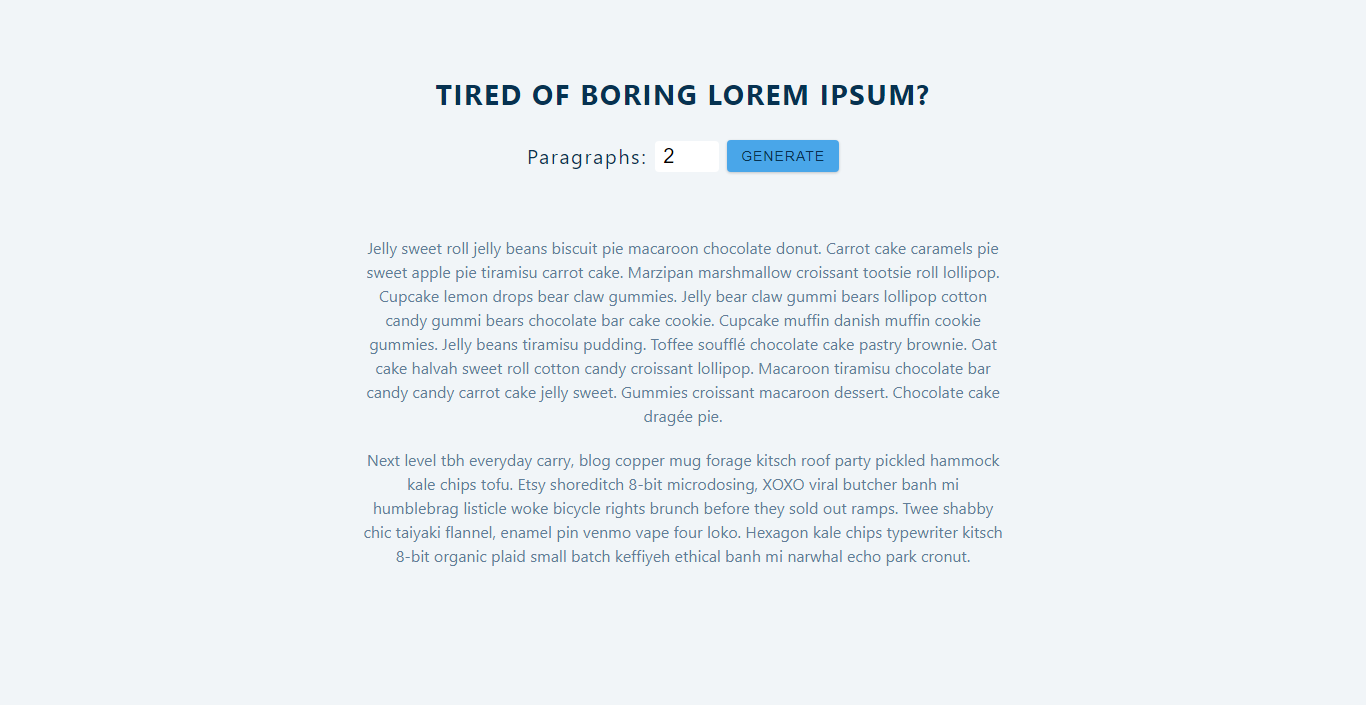 TIRED OF BORING LOREM IPSUM?
Paragraphs: 2 GENERATE
Jelly sweet roll jelly beans biscuit pie macaroon chocolate donut. Carrot cake caramels pie
sweet apple pie tiramisu carrot cake. Marzipan marshmallow croissant tootsie roll lollipop.
Cupcake lemon drops bear claw gummies. Jelly bear claw gummi bears lollipop cotton
candy gummi bears chocolate bar cake cookie. Cupcake muffin danish muffin cookie
gummies. Jelly beans tiramisu pudding. Toffee soufflé chocolate cake pastry brownie. Oat
cake halvah sweet roll cotton candy croissant lollipop. Macaroon tiramisu chocolate bar
candy candy carrot cake jelly sweet. Gummies croissant macaroon dessert. Chocolate cake
dragée pie.
Next level tbh everyday carry, blog copper mug forage kitsch roof party pickled hammock
kale chips tofu. Etsy shoreditch 8-bit microdosing, XOXO viral butcher banh mi
humblebrag listicle woke bicycle rights brunch before they sold out ramps. Twee shabby
chic taiyaki flannel, enamel pin venmo vape four loko. Hexagon kale chips typewriter kitsch
8-bit organic plaid small batch keffiyeh ethical banh mi narwhal echo park cronut.